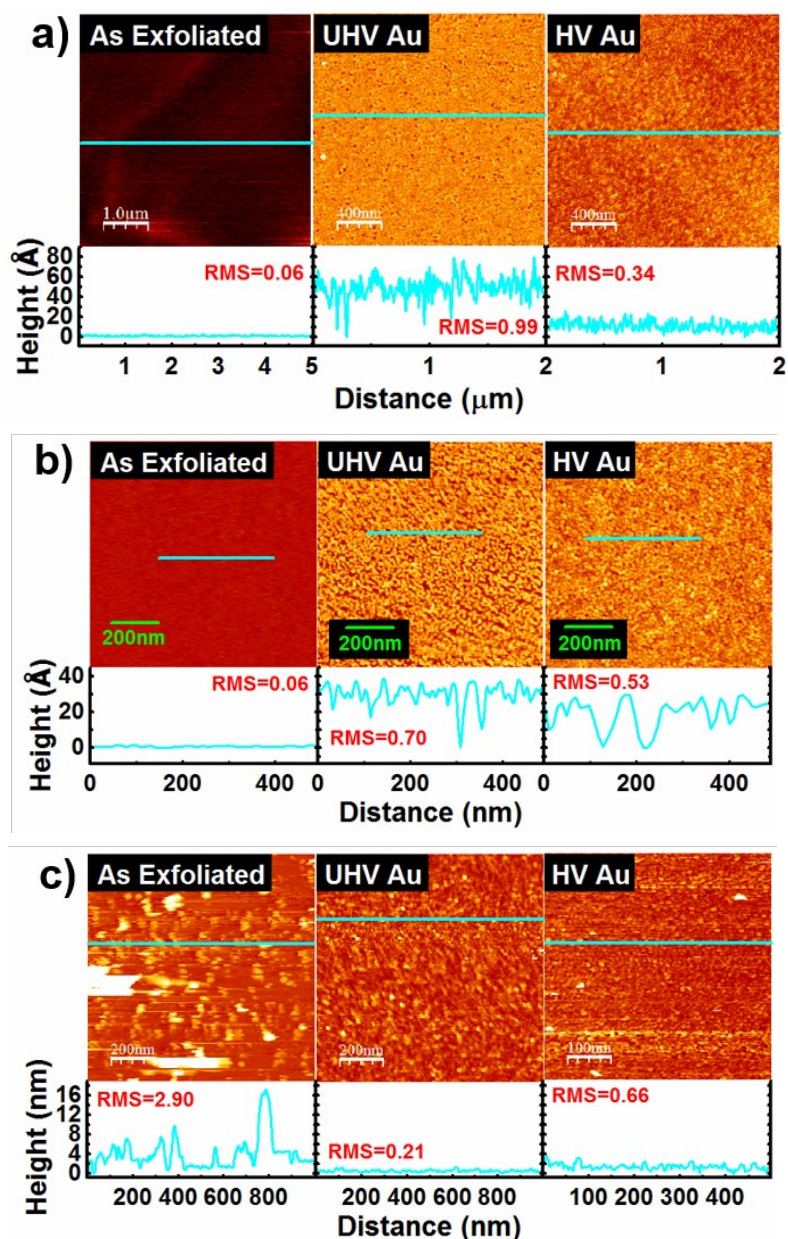 a) As Exfoliated UHV Au HV Au
1.0µm 400nm 400nm
Height (Å)
80
60
40
20
0
RMS=0.06 RMS=0.99 RMS=0.34
1 2 3 4 5 1 2 1 2
Distance (µm)
b) As Exfoliated UHV Au HV Au
200nm 200nm 200nm
Height (Å)
40
20
0
RMS=0.06 RMS=0.70 RMS=0.53
0 200 400 0 200 400 0 200 400
Distance (nm)
c) As Exfoliated UHV Au HV Au
200nm 200nm 100nm
Height (nm)
16
12
8
4
0
RMS=2.90 RMS=0.21 RMS=0.66
200 400 600 800 200 400 600 800 100 200 300 400
Distance (nm)